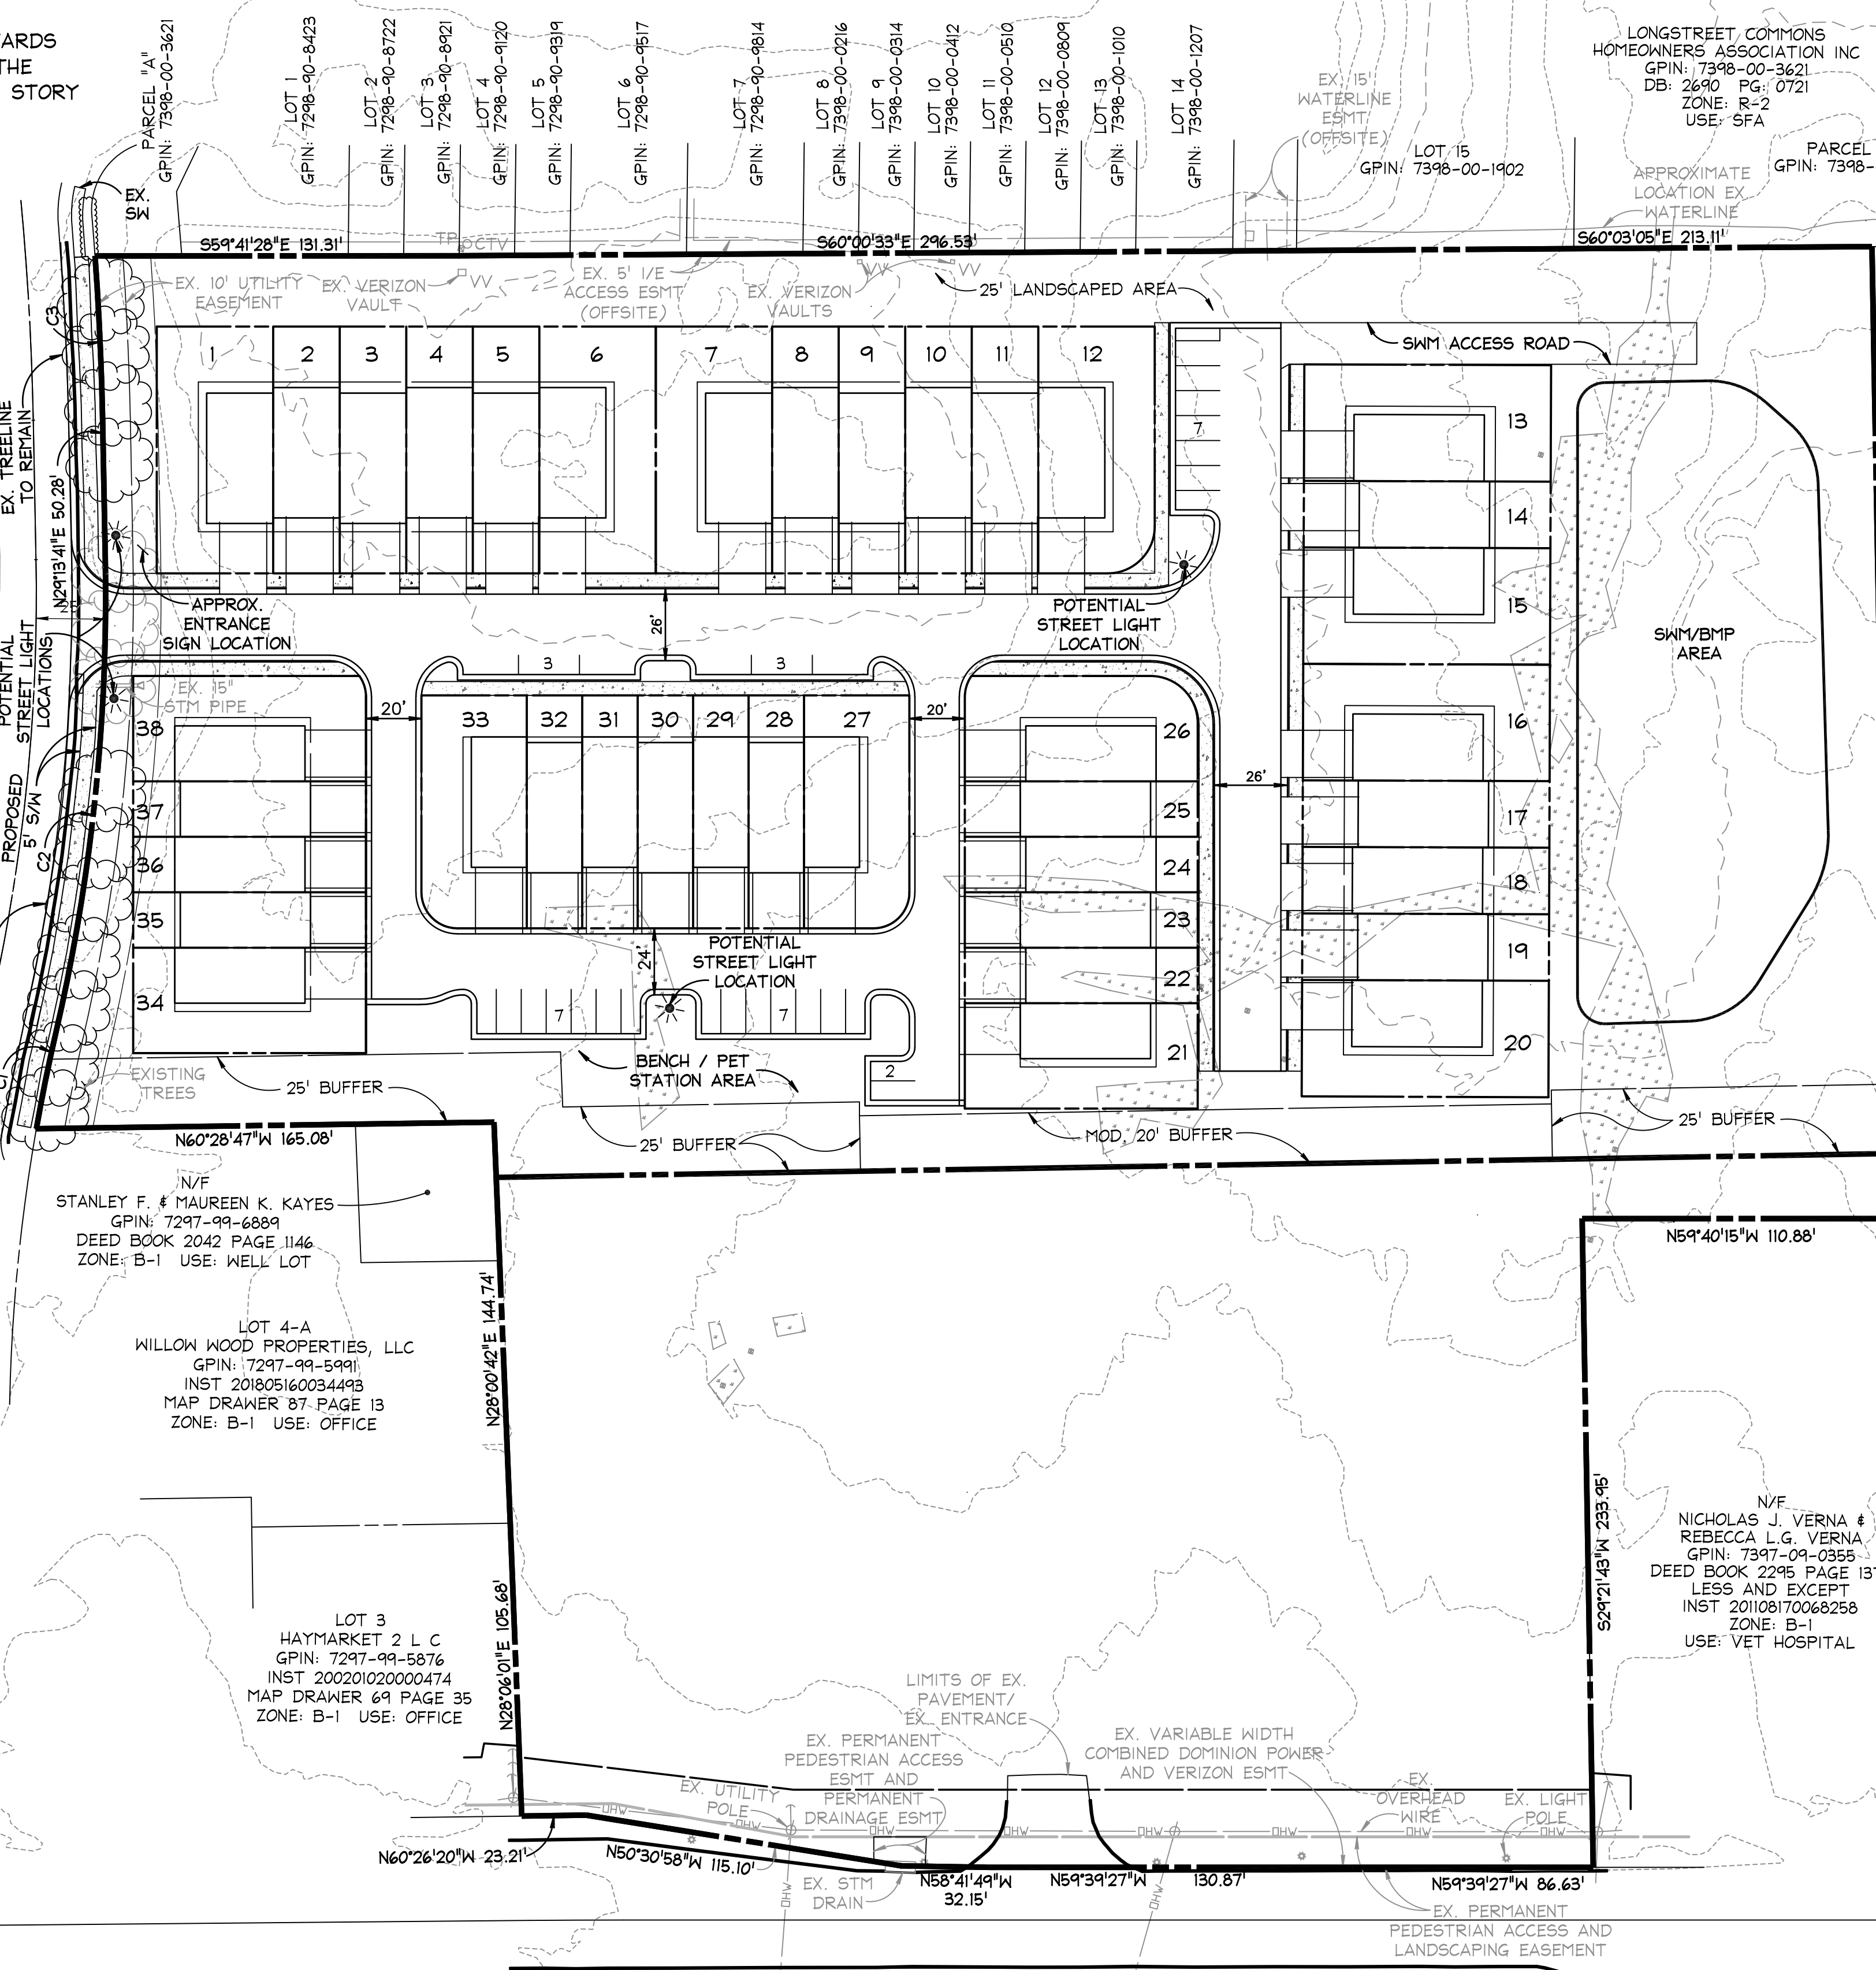 ARDS
THE
STORY
PARCEL "A"
GPIN: 7398-00-3621
LOT 1
GPIN: 7298-90-8423
LOT 2
GPIN: 7298-90-8722
LOT 3
GPIN: 7298-90-8921
LOT 4
GPIN: 7298-90-9120
LOT 5
GPIN: 7298-90-9319
LOT 6
GPIN: 7298-90-9517
LOT 7
GPIN: 7298-90-9814
LOT 8
GPIN: 7398-00-0216
LOT 9
GPIN: 7398-00-0314
LOT 10
GPIN: 7398-00-0412
LOT 11
GPIN: 7398-00-0510
LOT 12
GPIN: 7398-00-0809
LOT 13
GPIN: 7398-00-1010
LOT 14
GPIN: 7398-00-1207
EX. 15'
WATERLINE
ESMT
(OFFSITE)
LONGSTREET COMMONS
HOMEOWNERS ASSOCIATION INC
GPIN: 7398-00-3621
DB: 2690 PG: 0721
ZONE: R-2
USE: SFA
LOT 15
GPIN: 7398-00-1902
PARCEL
GPIN: 7398-
APPROXIMATE
LOCATION EX.
WATERLINE
EX.
SW
S59°41'28"E 131.31'
TP
CTV
S60°00'33"E 296.53'
S60°03'05"E 213.11'
EX. 10' UTILITY
EASEMENT
EX. VERIZON
VAULT
VV
EX. 5' I/E
ACCESS ESMT
(OFFSITE)
EX. VERIZON
VAULTS
VV
VV
25' LANDSCAPED AREA
SWM ACCESS ROAD
C3
EX. TREELINE
TO REMAIN
N29°13'41"E 50.28'
25'
1
2
3
4
5
6
7
8
9
10
11
12
7
13
14
15
16
17
18
19
20
SWM/BMP
AREA
APPROX.
ENTRANCE
SIGN LOCATION
26'
POTENTIAL
STREET LIGHT
LOCATION
POTENTIAL
STREET LIGHT
LOCATIONS
EX. 15"
STM PIPE
3
3
20'
20'
26'
38
37
36
35
34
33
32
31
30
29
28
27
26
25
24
23
22
21
PROPOSED
5' S/W
C2
C1
24'
POTENTIAL
STREET LIGHT
LOCATION
7
7
2
BENCH / PET
STATION AREA
EXISTING
TREES
25' BUFFER
25' BUFFER
MOD. 20' BUFFER
25' BUFFER
N60°28'47"W 165.08'
N/F
STANLEY F. & MAUREEN K. KAYES
GPIN: 7297-99-6889
DEED BOOK 2042 PAGE 1146
ZONE: B-1 USE: WELL LOT
N59°40'15"W 110.88'
N28°00'42"E 144.74'
LOT 4-A
WILLOW WOOD PROPERTIES, LLC
GPIN: 7297-99-5991
INST 201805160034493
MAP DRAWER 87 PAGE 13
ZONE: B-1 USE: OFFICE
S29°21'43"W 233.95'
N/F
NICHOLAS J. VERNA &
REBECCA L.G. VERNA
GPIN: 7397-09-0355
DEED BOOK 2295 PAGE 137
LESS AND EXCEPT
INST 201108170068258
ZONE: B-1
USE: VET HOSPITAL
N28°06'01"E 105.68'
LOT 3
HAYMARKET 2 L C
GPIN: 7297-99-5876
INST 200201020000474
MAP DRAWER 69 PAGE 35
ZONE: B-1 USE: OFFICE
LIMITS OF EX.
PAVEMENT/
EX. ENTRANCE
EX. PERMANENT
PEDESTRIAN ACCESS
ESMT AND
PERMANENT
DRAINAGE ESMT
EX. VARIABLE WIDTH
COMBINED DOMINION POWER
AND VERIZON ESMT
EX. UTILITY
POLE
EX.
OVERHEAD
WIRE
EX. LIGHT
POLE
OHW
OHW
OHW
OHW
OHW
OHW
OHW
OHW
OHW
OHW
N60°26'20"W 23.21'
N50°30'58"W 115.10'
EX. STM
DRAIN
N58°41'49"W
32.15'
N59°39'27"W 130.87'
N59°39'27"W 86.63'
EX. PERMANENT
PEDESTRIAN ACCESS AND
LANDSCAPING EASEMENT